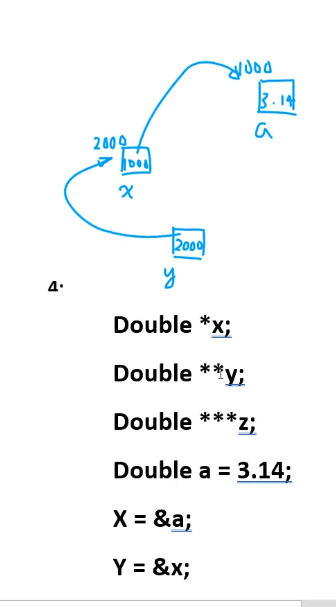 1000
3.14
a
2000
1000
x
2000
y
4.
Double *x;
Double **y;
Double ***z;
Double a = 3.14;
X = &a;
Y = &x;